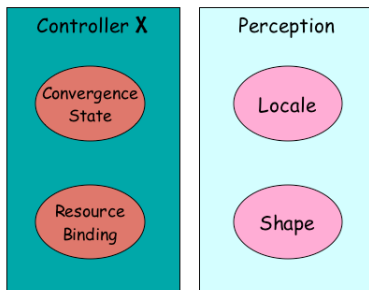 Controller X
Convergence
State
Resource
Binding
Perception
Locale
Shape